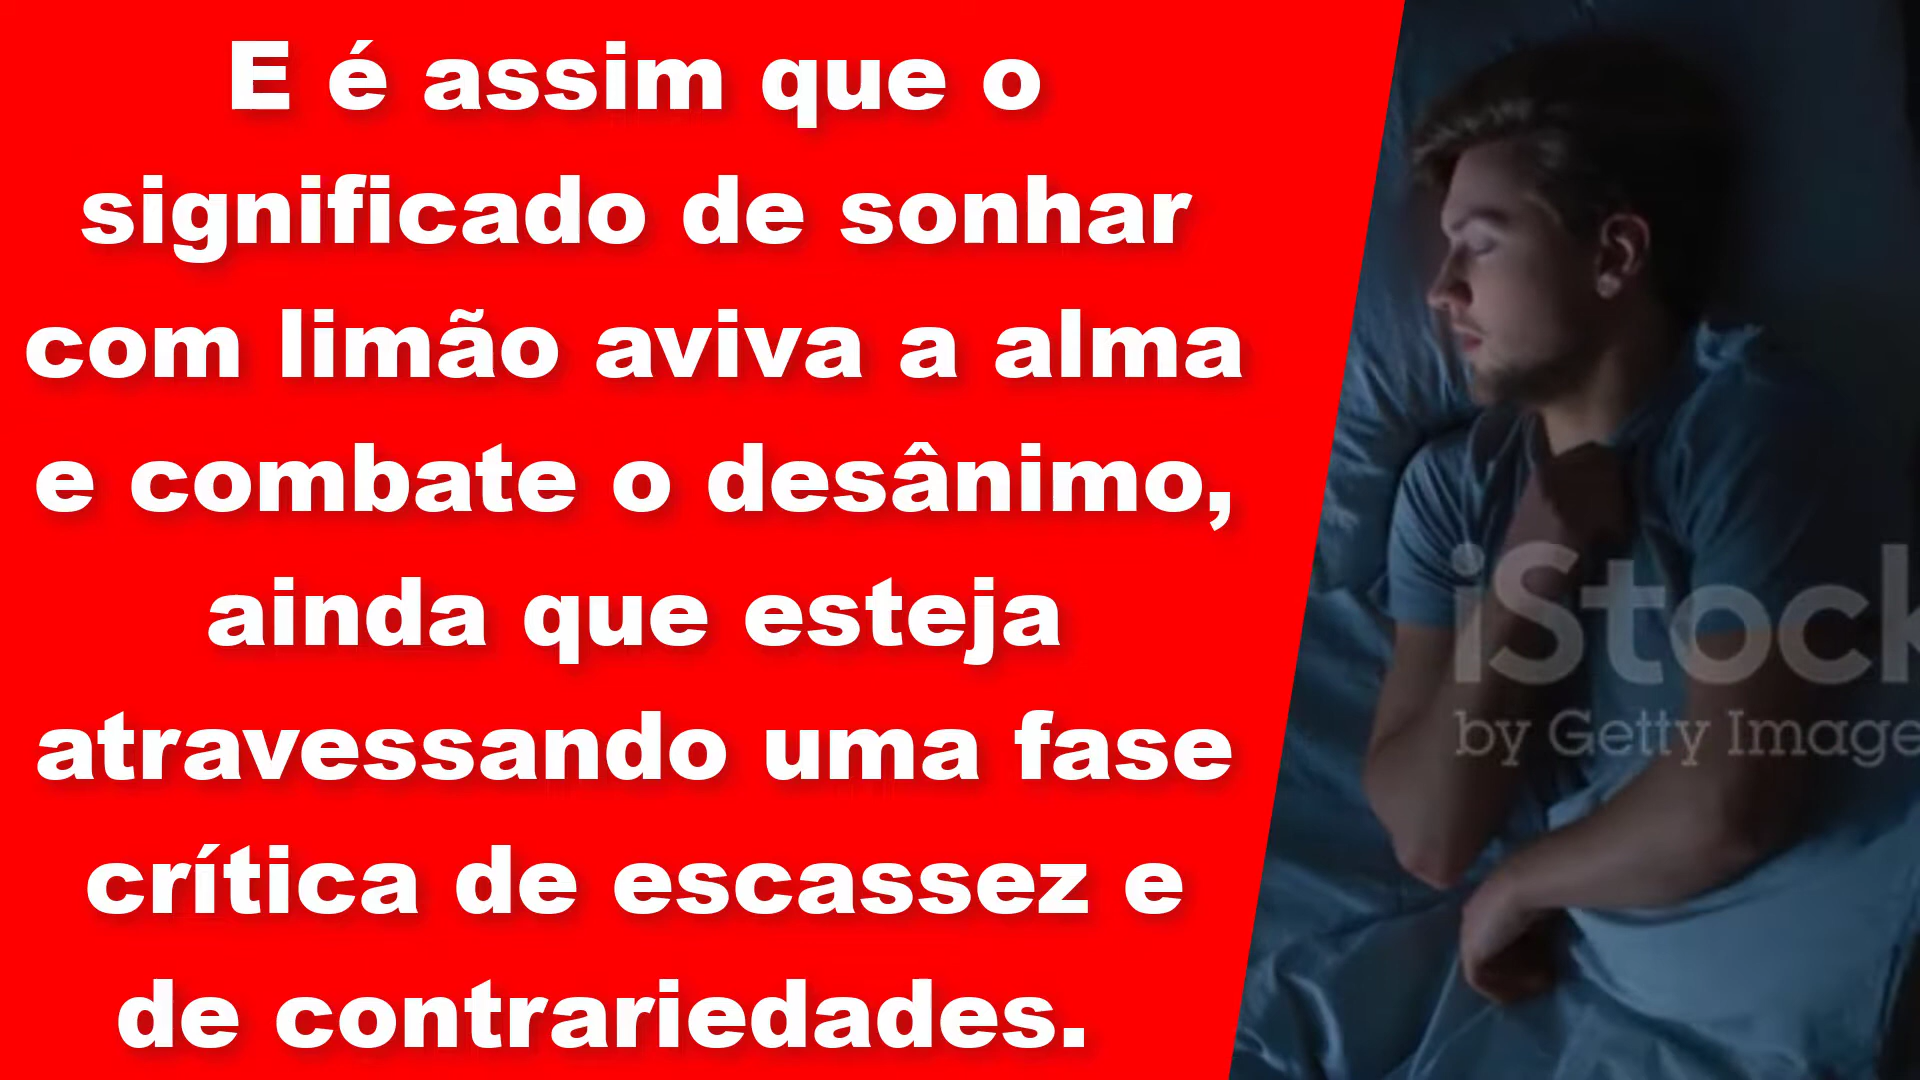 E é assim que o
significado de sonhar
com limão aviva a alma
e combate o desânimo,
ainda que esteja
atravessando uma fase
crítica de escassez e
de contrariedades.
iStock
by Getty Image